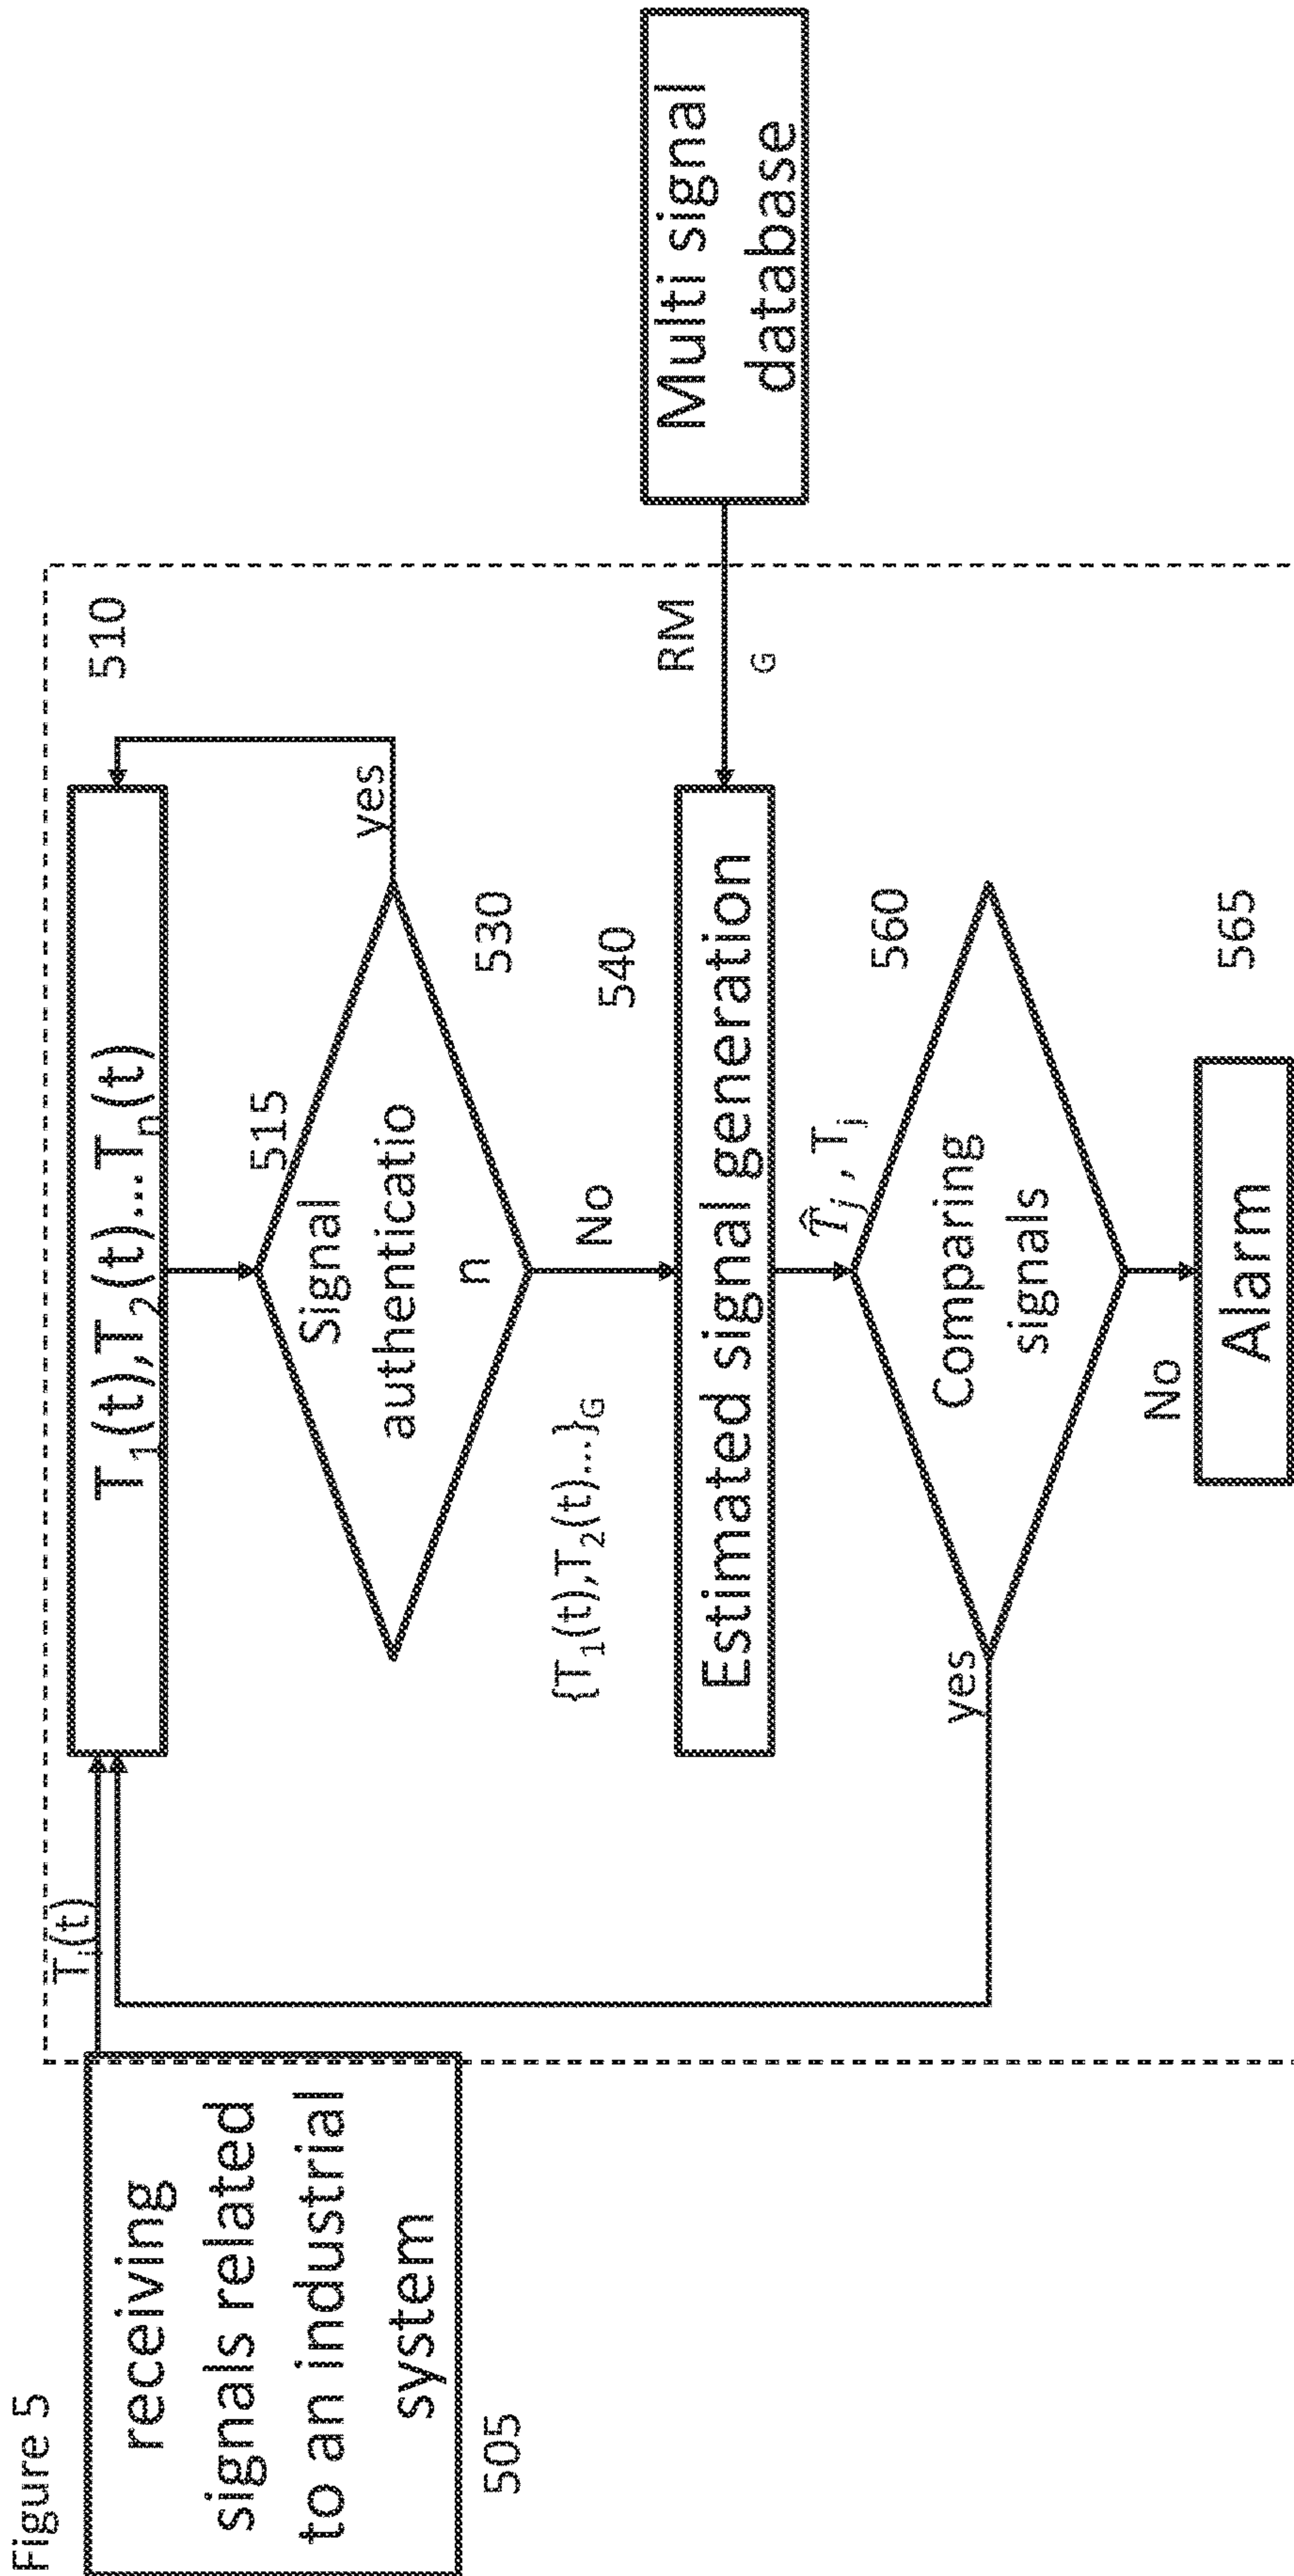 Figure 5
receiving
signals related
to an industrial
system
505
T_i(t)
T_1(t),T_2(t)...T_n(t)
510
515
Signal
authenticatio
n
yes
530
No
{T_1(t),T_2(t)...}_G
540
Estimated signal generation
RM
G
Multi signal
database
T̂_j , T_j
560
Comparing
signals
yes
No
Alarm
565